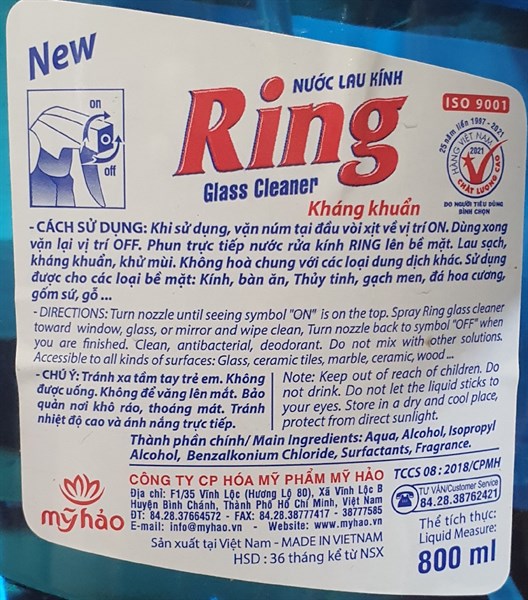 New
on
off
NƯỚC LAU KÍNH
Ring
Glass Cleaner
Kháng khuẩn
ISO 9001
25 năm liền 1997 - 2021
HÀNG VIỆT NAM
2021
CHẤT LƯỢNG CAO
DO NGƯỜI TIÊU DÙNG
BÌNH CHỌN
- CÁCH SỬ DỤNG: Khi sử dụng, vặn núm tại đầu vòi xịt về vị trí ON. Dùng xong
vặn lại vị trí OFF. Phun trực tiếp nước rửa kính RING lên bề mặt. Lau sạch,
kháng khuẩn, khử mùi. Không hoà chung với các loại dung dịch khác. Sử dụng
được cho các loại bề mặt: Kính, bàn ăn, Thủy tinh, gạch men, đá hoa cương,
gốm sứ, gỗ ...
- DIRECTIONS: Turn nozzle until seeing symbol "ON" is on the top. Spray Ring glass cleaner
toward window, glass, or mirror and wipe clean, Turn nozzle back to symbol "OFF" when
you are finished. Clean, antibacterial, deodorant. Do not mix with other solutions.
Accessible to all kinds of surfaces: Glass, ceramic tiles, marble, ceramic, wood ...
- CHÚ Ý: Tránh xa tầm tay trẻ em. Không
được uống. Không để văng lên mắt. Bảo
quản nơi khô ráo, thoáng mát. Tránh
nhiệt độ cao và ánh nắng trực tiếp.
Note: Keep out of reach of children. Do
not drink. Do not let the liquid sticks to
your eyes. Store in a dry and cool place,
protect from direct sunlight.
Thành phần chính/ Main Ingredients: Aqua, Alcohol, Isopropyl
Alcohol, Benzalkonium Chloride, Surfactants, Fragrance.
mỹ hảo
CÔNG TY CP HÓA MỸ PHẨM MỸ HẢO
Địa chỉ: F1/35 Vĩnh Lộc (Hương Lộ 80), Xã Vĩnh Lộc B
Huyện Bình Chánh, Thành Phố Hồ Chí Minh, Việt Nam
ĐT: 84.28.37664572 - FAX: 84.28.38777417 - 38777585
E-mail: info@myhao.vn - Website: www.myhao.vn
Sản xuất tại Việt Nam - MADE IN VIETNAM
HSD : 36 tháng kể từ NSX
TCCS 08 : 2018/CPMH
TƯ VẤN/Customer Service
84.28.38762421
Thể tích thực:
Liquid Measure:
800 ml